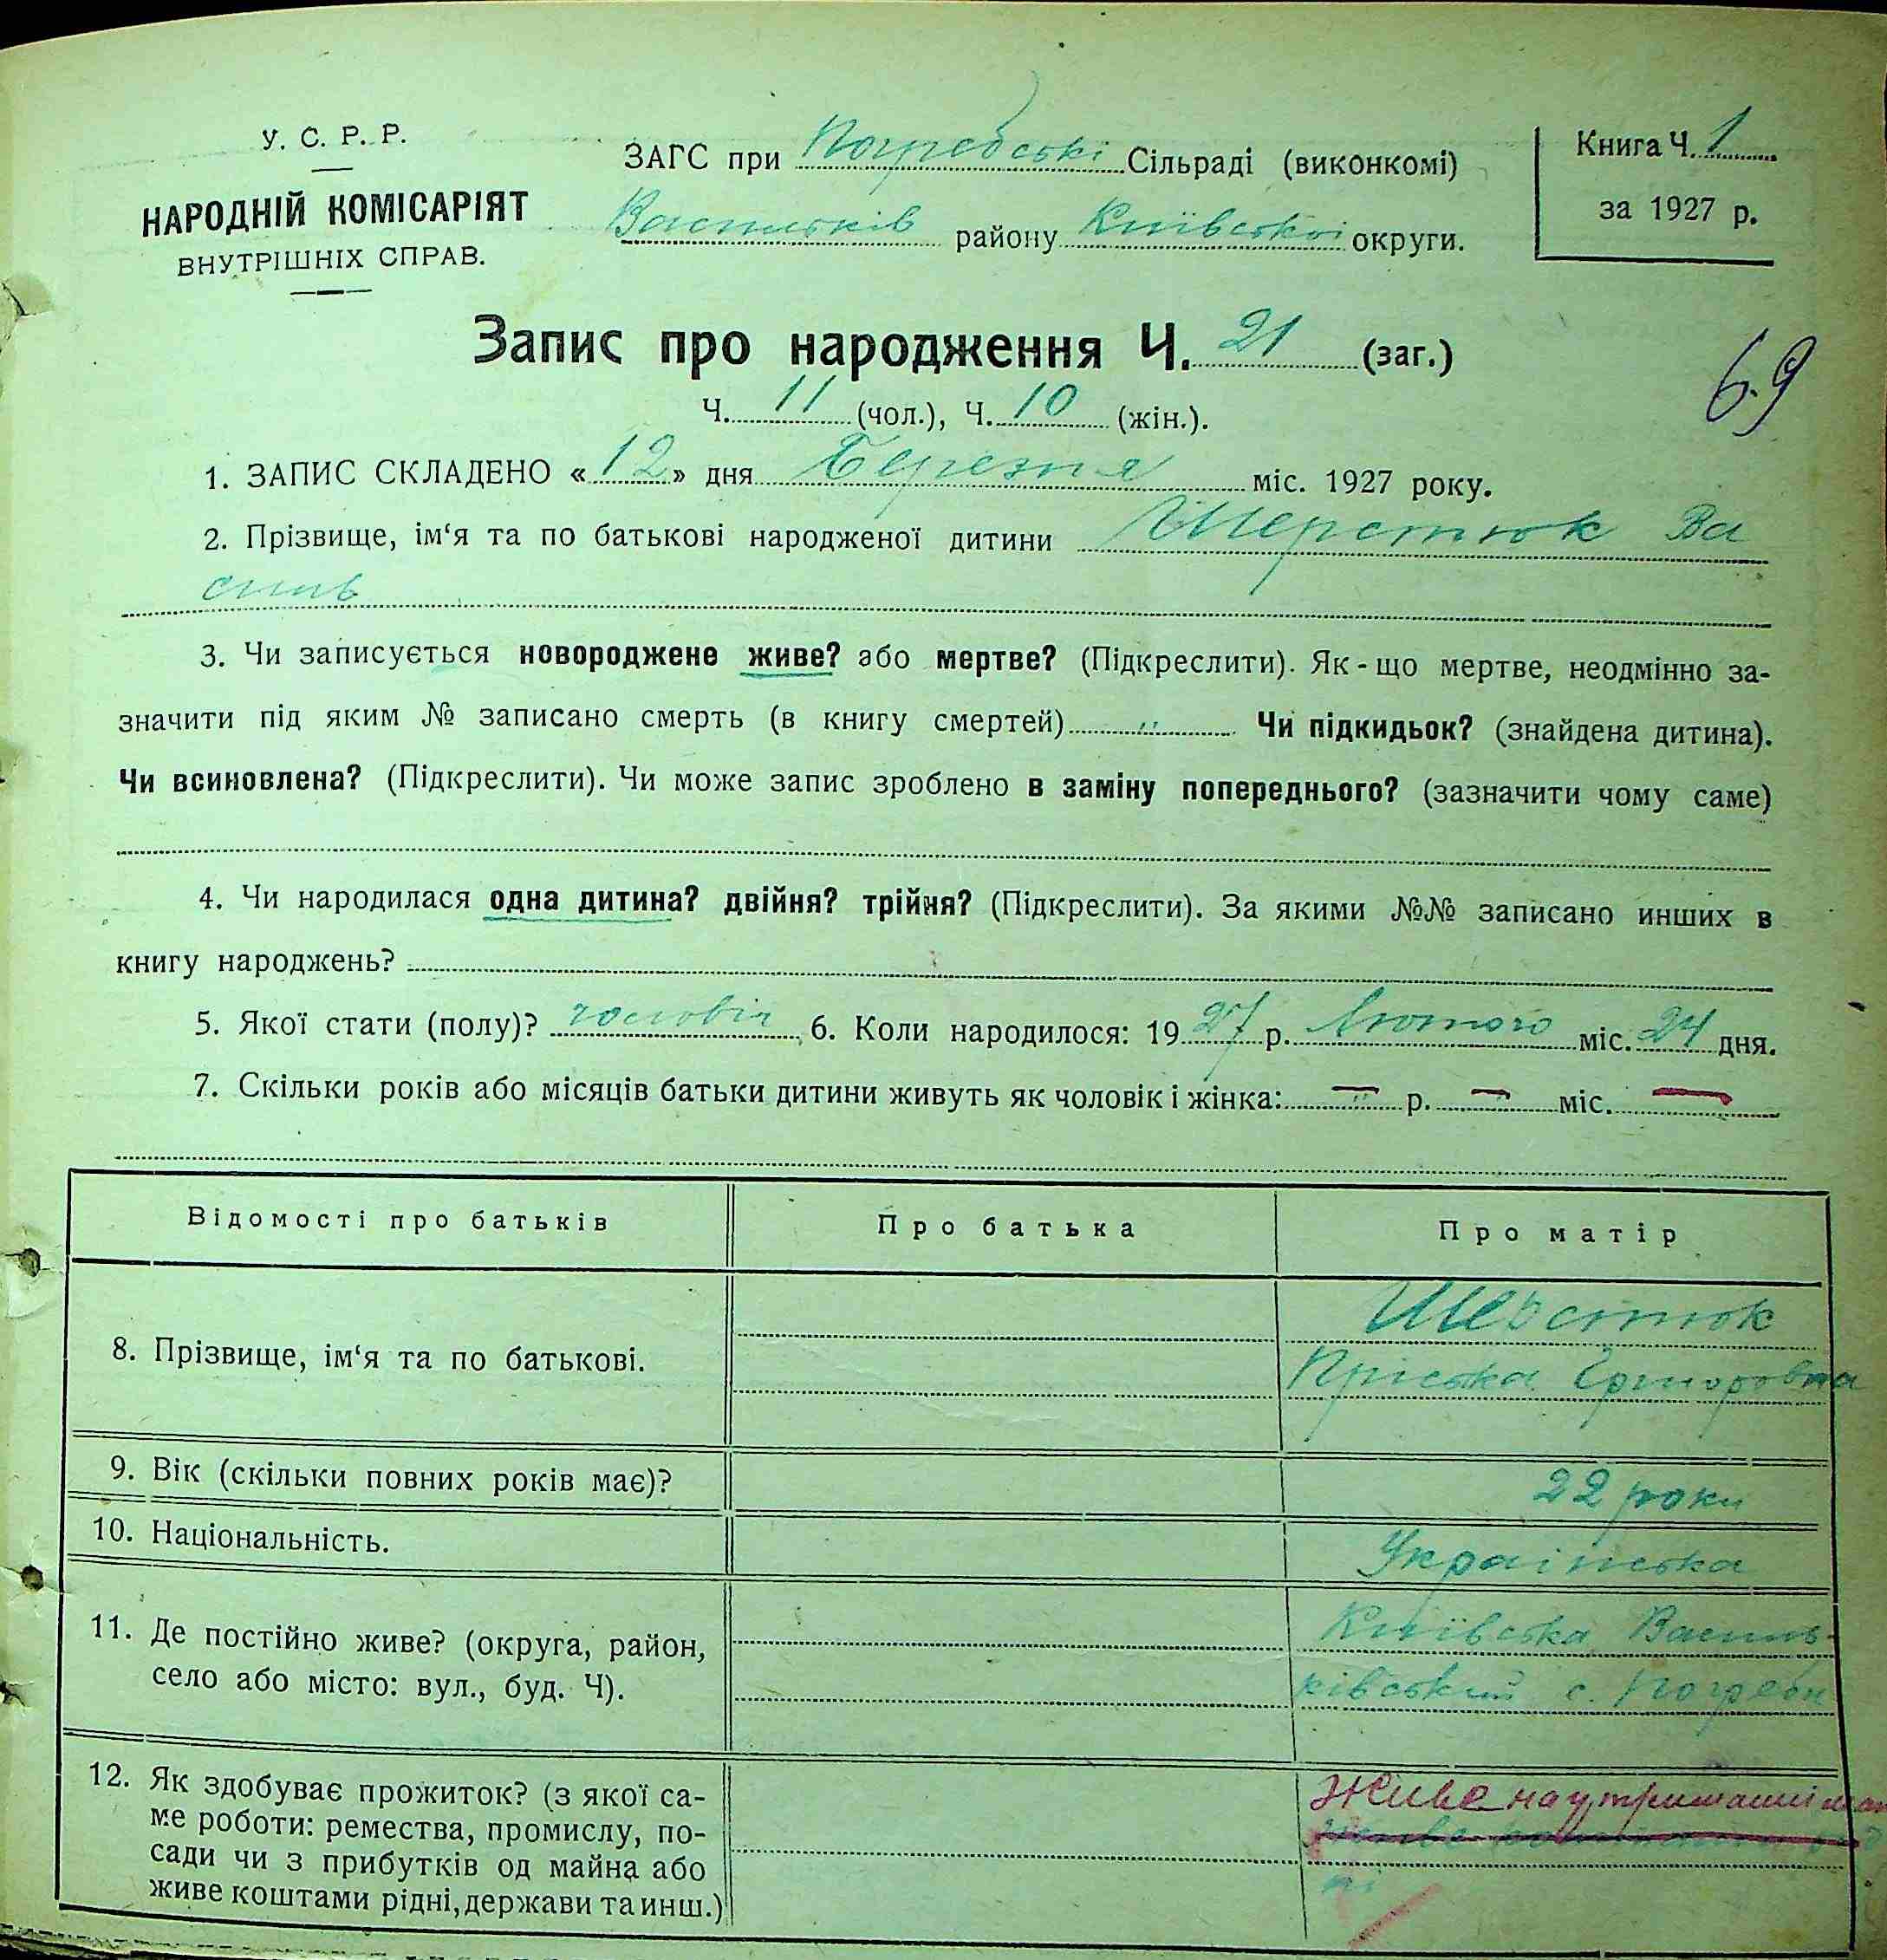 У. С. Р. Р.
НАРОДНІЙ КОМІСАРІЯТ
ВНУТРІШНІХ СПРАВ.
ЗАГС при Погребські Сільраді (виконкомі)
Васильків району Київської округи.
Книга Ч. 1
за 1927 р.
Запис про народження Ч. 21 (заг.)
69
Ч. 11 (чол.), Ч. 10 (жін.).
1. ЗАПИС СКЛАДЕНО «12» дня Березня міс. 1927 року.
2. Прізвище, ім‘я та по батькові народженої дитини Шерстюк Ва
силь
3. Чи записується новороджене живе? або мертве? (Підкреслити). Як-що мертве, неодмінно за-
значити під яким № записано смерть (в книгу смертей) „ Чи підкидьок? (знайдена дитина).
Чи всиновлена? (Підкреслити). Чи може запис зроблено в заміну попереднього? (зазначити чому саме)
4. Чи народилася одна дитина? двійня? трійня? (Підкреслити). За якими №№ записано инших в
книгу народжень?
5. Якої стати (полу)? чоловіч 6. Коли народилося: 1927 р. Лютого міс. 24 дня.
7. Скільки років або місяців батьки дитини живуть як чоловік і жінка: — р. — міс. —
Відомості про батьків Про батька Про матір
8. Прізвище, ім‘я та по батькові. Шерстюк
Пріська Григоровна
9. Вік (скільки повних років має)? 22 роки
10. Національність. Українська
11. Де постійно живе? (округа, район, Київська Василь-
село або місто: вул., буд. Ч). ківський с. Погреби
12. Як здобуває прожиток? (з якої са- Живе на утриманні
ме роботи: ремества, промислу, по-
сади чи з прибутків од майна або
живе коштами рідні, держави та инш.)